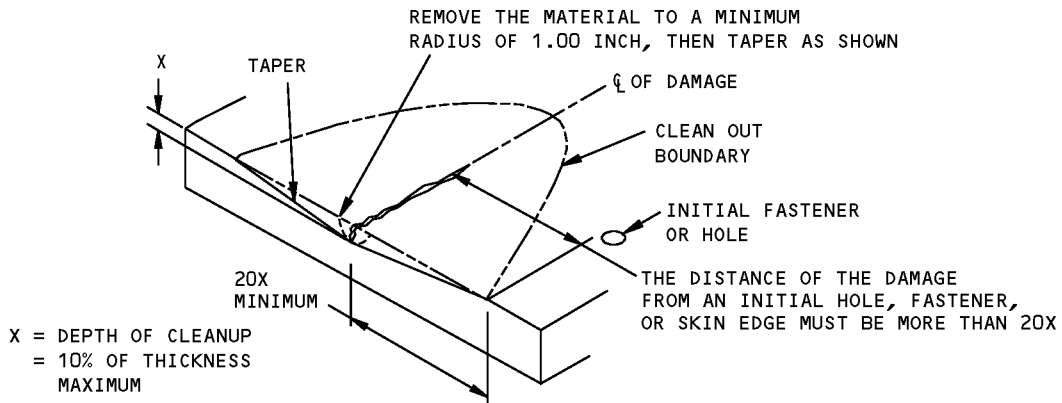 REMOVE THE MATERIAL TO A MINIMUM
RADIUS OF 1.00 INCH, THEN TAPER AS SHOWN
X
TAPER
℄ OF DAMAGE
CLEAN OUT
BOUNDARY
INITIAL FASTENER
OR HOLE
20X
MINIMUM
THE DISTANCE OF THE DAMAGE
FROM AN INITIAL HOLE, FASTENER,
OR SKIN EDGE MUST BE MORE THAN 20X
X = DEPTH OF CLEANUP
= 10% OF THICKNESS
MAXIMUM